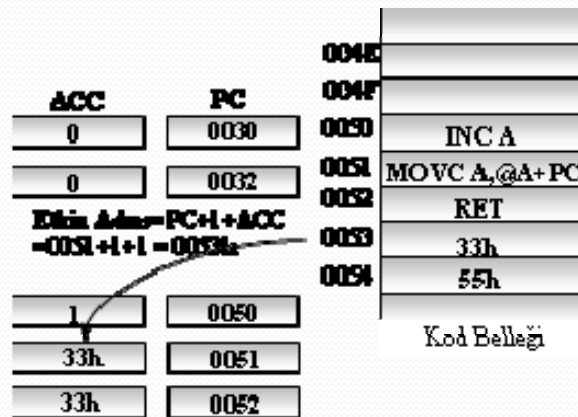 ACC PC
0 0030
0 0032
Etkin Adres=PC+1+ACC
=0051+1+1 = 0053h
1 0050
33h 0051
33h 0052
004E
004F
0050 INC A
0051 MOVC A,@A+PC
0052 RET
0053 33h
0054 55h
Kod Belleği